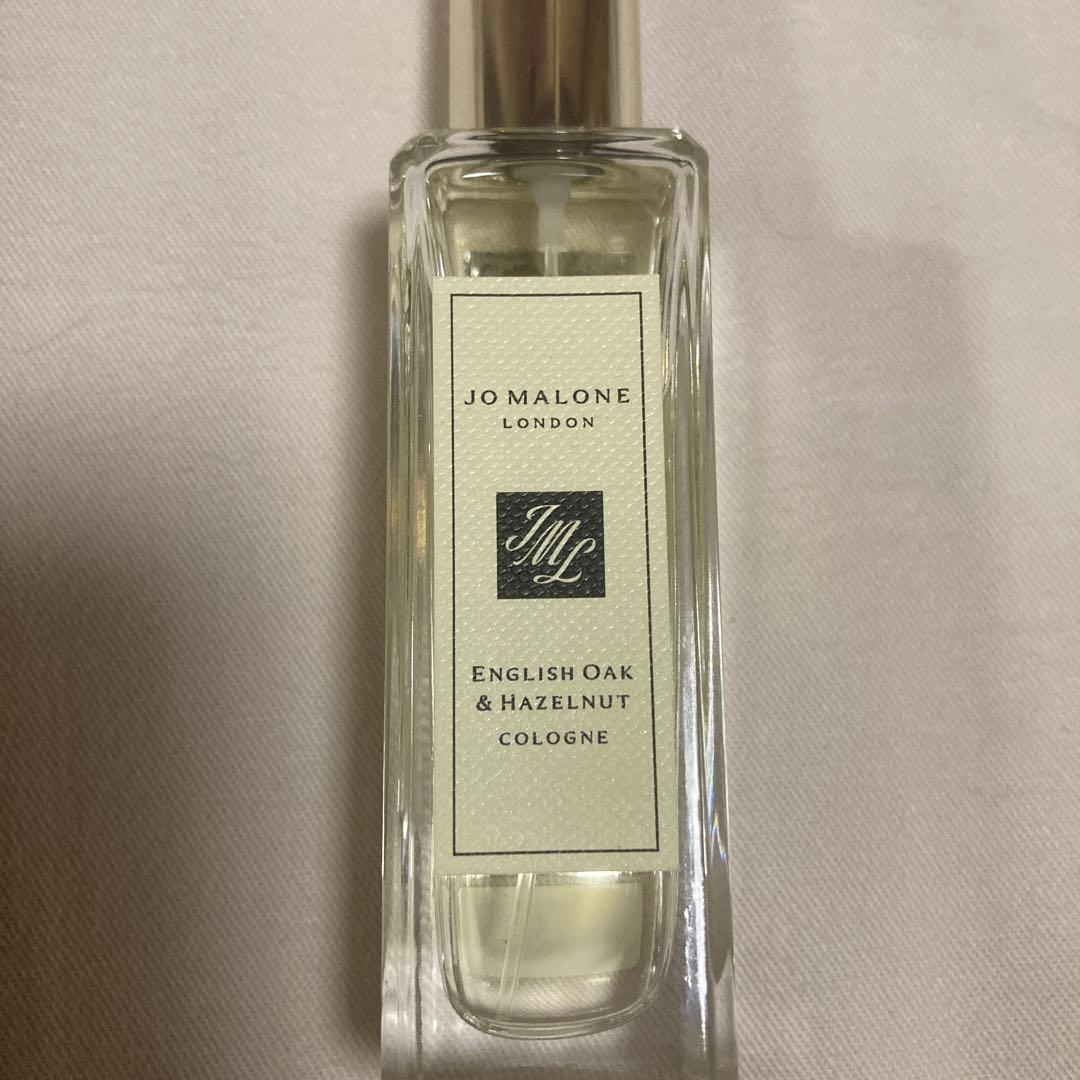 JO MALONE
LONDON
JML
ENGLISH OAK
& HAZELNUT
COLOGNE